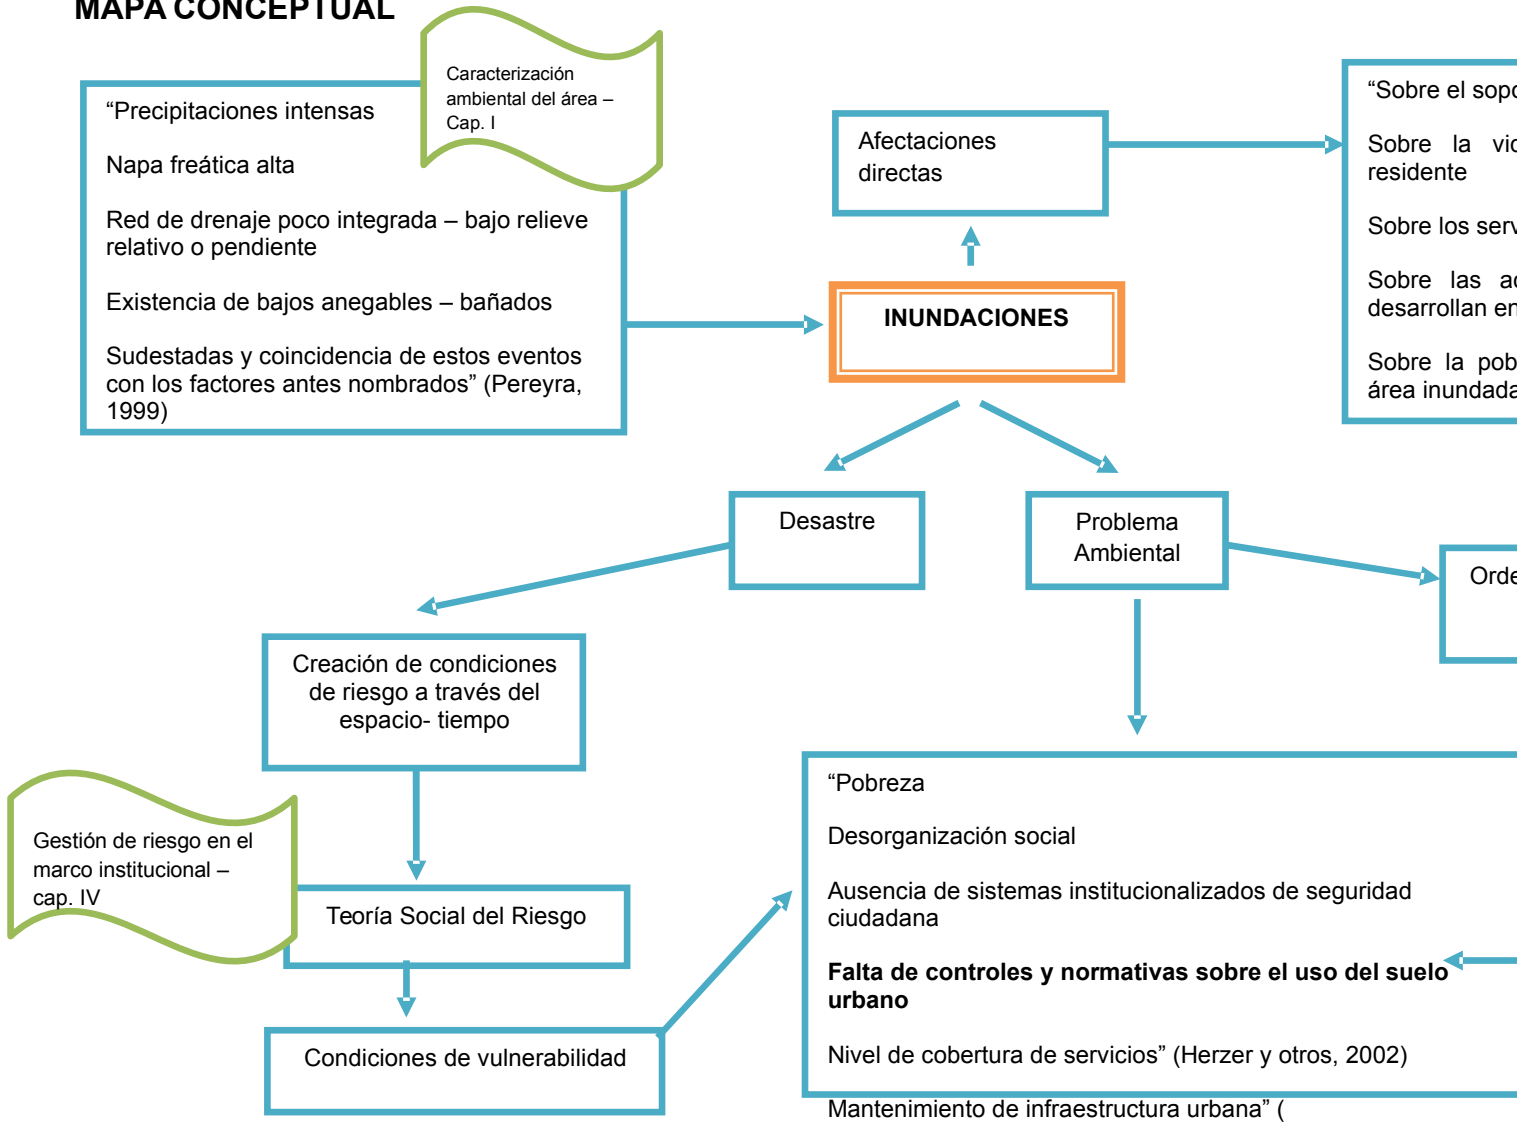 MAPA CONCEPTUAL
Caracterización
ambiental del área –
Cap. I
“Precipitaciones intensas
Napa freática alta
Red de drenaje poco integrada – bajo relieve
relativo o pendiente
Existencia de bajos anegables – bañados
Sudestadas y coincidencia de estos eventos
con los factores antes nombrados” (Pereyra,
1999)
Afectaciones
directas
“Sobre el
Sobre la
residente
Sobre los
Sobre las
desarrollan
Sobre la
área
INUNDACIONES
Desastre
Problema
Ambiental
Creación de condiciones
de riesgo a través del
espacio- tiempo
Gestión de riesgo en el
marco institucional –
cap. IV
Teoría Social del Riesgo
Condiciones de vulnerabilidad
“Pobreza
Desorganización social
Ausencia de sistemas institucionalizados de seguridad
ciudadana
Falta de controles y normativas sobre el uso del suelo
urbano
Nivel de cobertura de servicios” (Herzer y otros, 2002)
Mantenimiento de infraestructura urbana” (